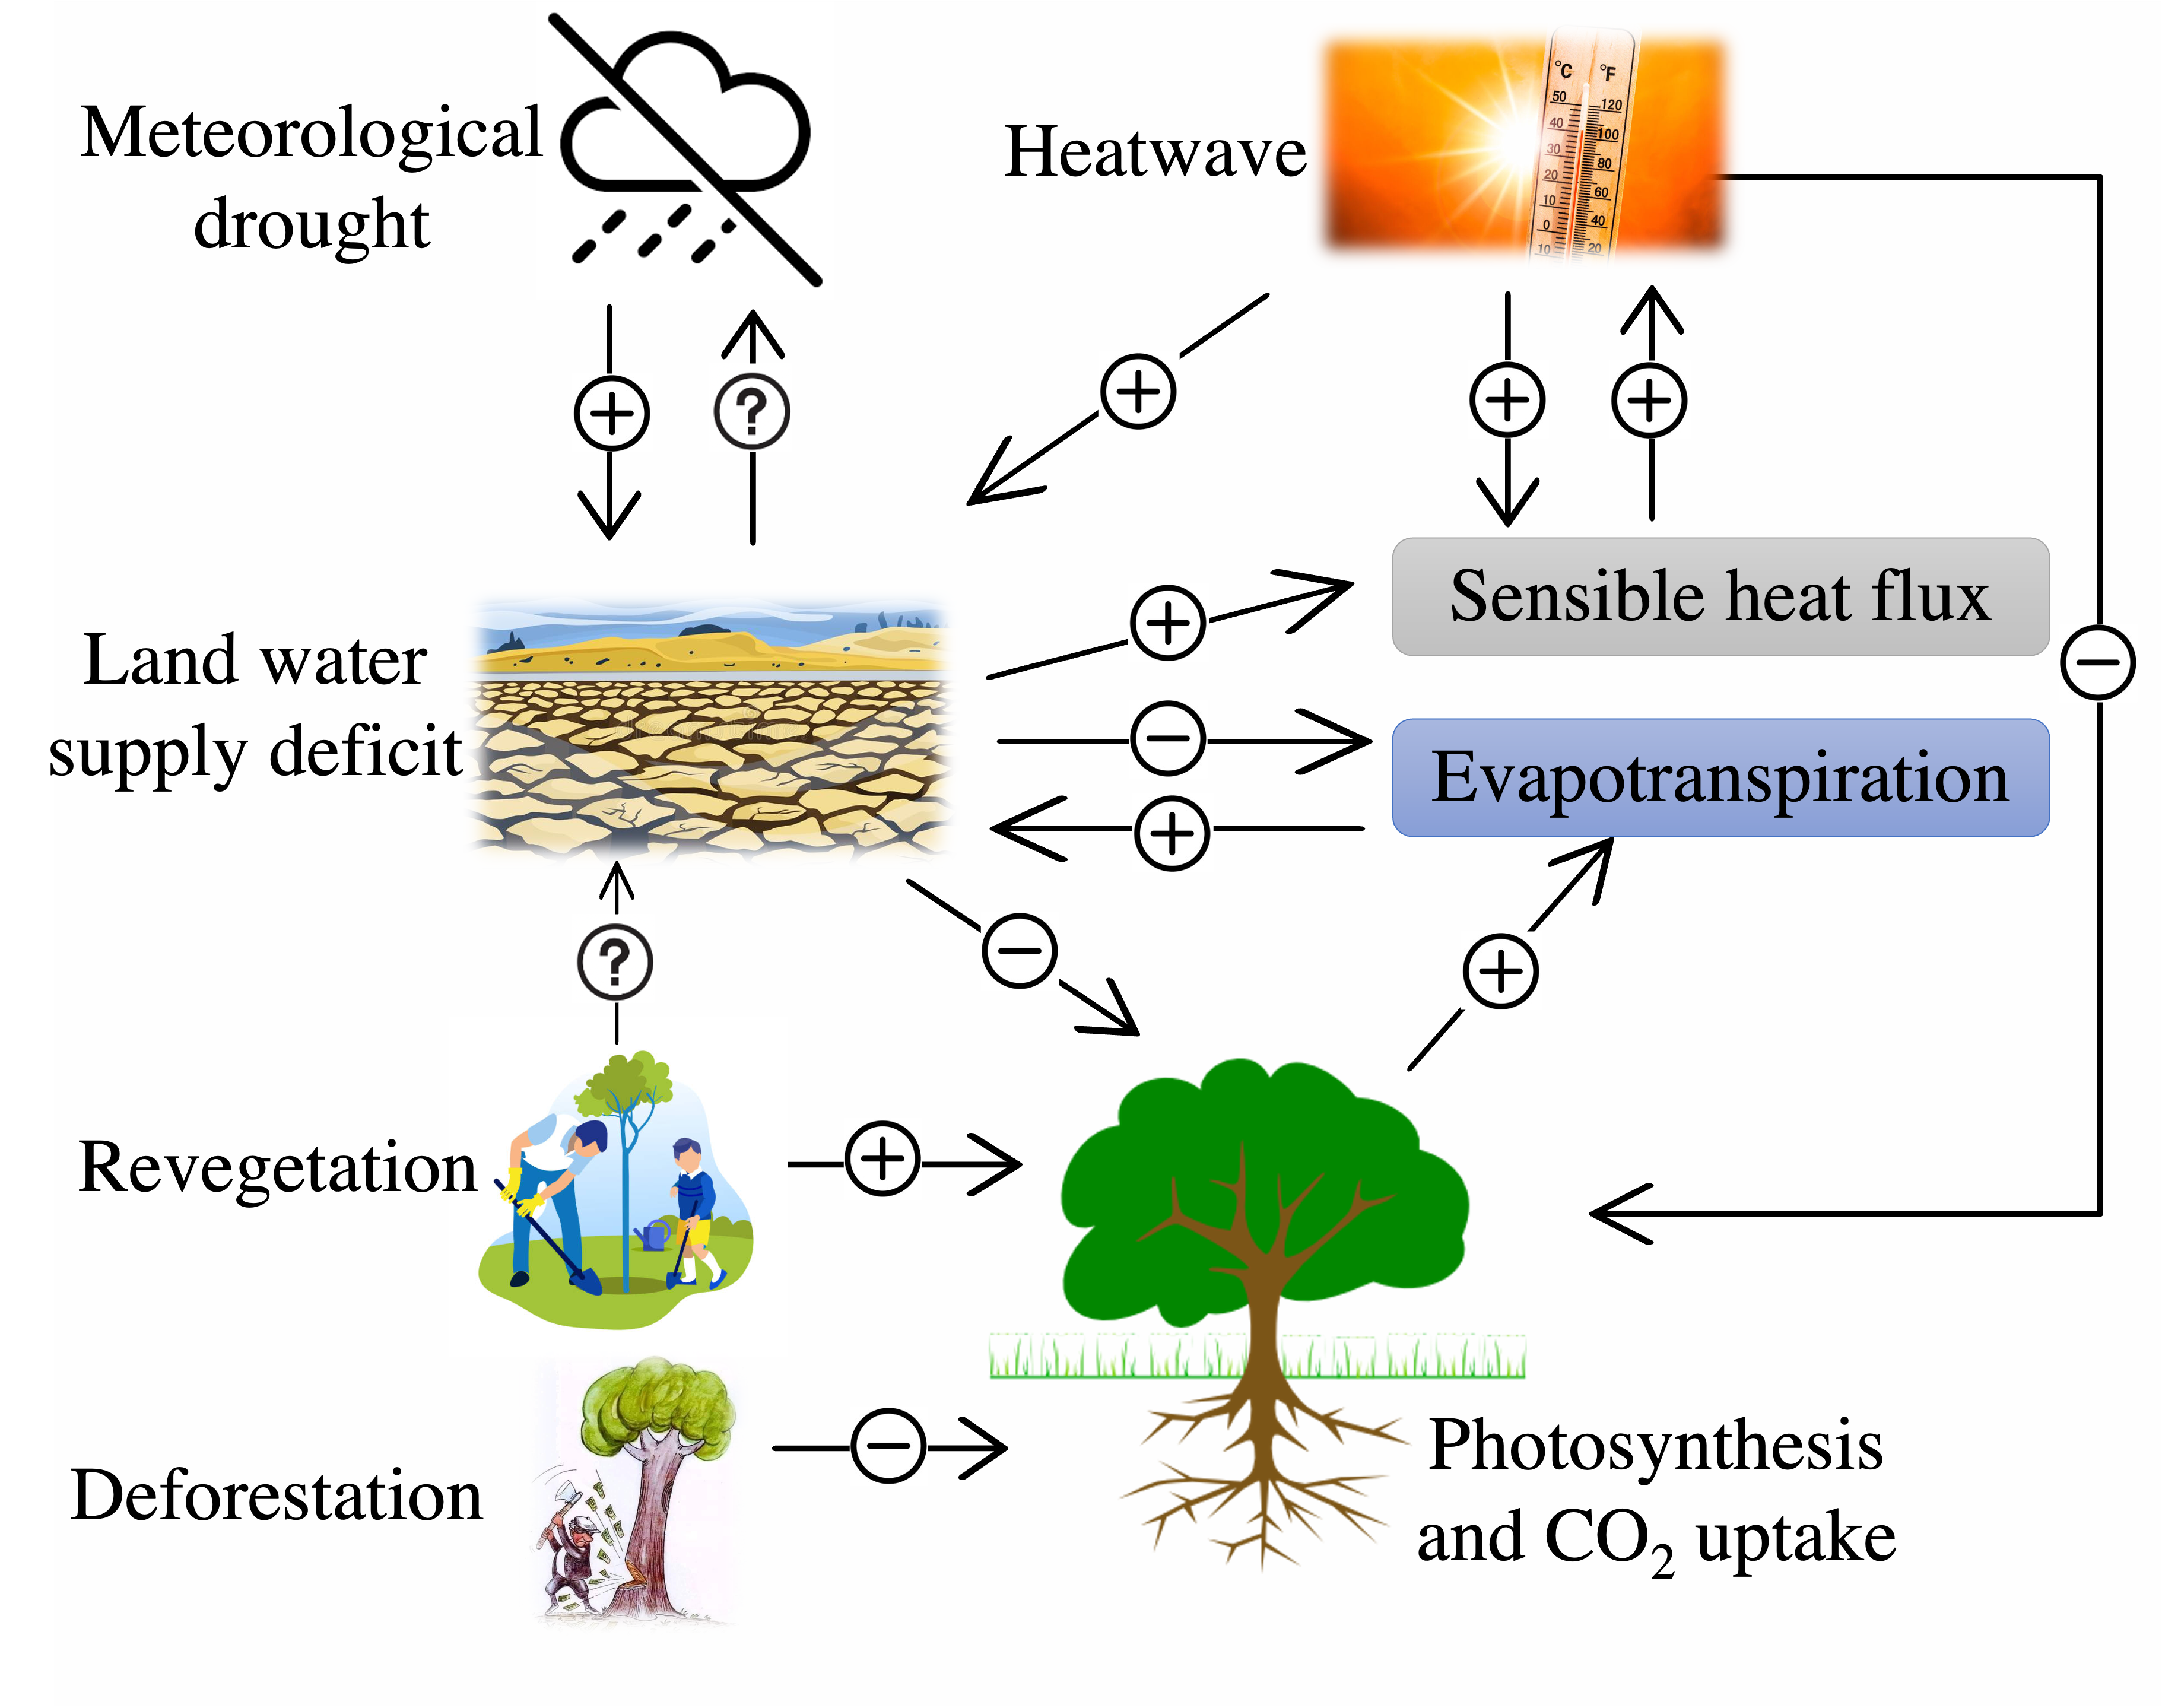 Meteorological
drought
Heatwave
°C °F
50 120
40 100
30 80
20 60
10 40
0 20
10
+
?
+
+
+
Land water
supply deficit
+
Sensible heat flux
−
−
Evapotranspiration
+
?
−
+
Revegetation
+
Deforestation
−
Photosynthesis
and CO₂ uptake